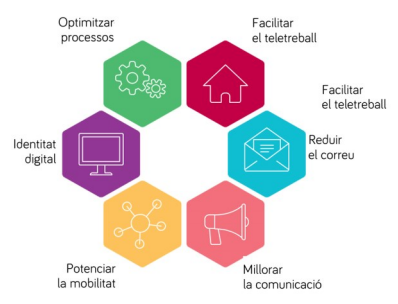 Optimitzar
processos
Facilitar
el teletreball
Facilitar
el teletreball
Identitat
digital
Reduir
el correu
Potenciar
la mobilitat
Millorar
la comunicació